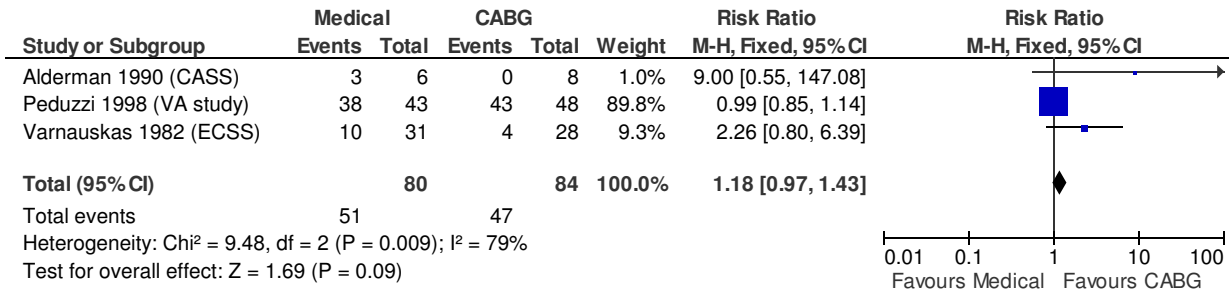 Medical CABG Risk Ratio Risk Ratio
Study or Subgroup Events Total Events Total Weight M-H, Fixed, 95% CI M-H, Fixed, 95% CI
Alderman 1990 (CASS) 3 6 0 8 1.0% 9.00 [0.55, 147.08]
Peduzzi 1998 (VA study) 38 43 43 48 89.8% 0.99 [0.85, 1.14]
Varnauskas 1982 (ECSS) 10 31 4 28 9.3% 2.26 [0.80, 6.39]
Total (95% CI) 80 84 100.0% 1.18 [0.97, 1.43]
Total events 51 47
Heterogeneity: Chi² = 9.48, df = 2 (P = 0.009); I² = 79%
Test for overall effect: Z = 1.69 (P = 0.09)
0.01 0.1 1 10 100
Favours Medical Favours CABG